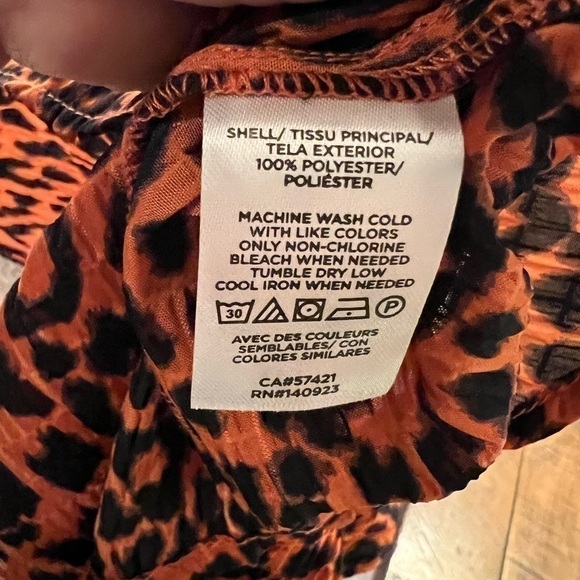 SHELL/ TISSU PRINCIPAL/
TELA EXTERIOR
100% POLYESTER/
POLIÉSTER
MACHINE WASH COLD
WITH LIKE COLORS
ONLY NON-CHLORINE
BLEACH WHEN NEEDED
TUMBLE DRY LOW
COOL IRON WHEN NEEDED
30 P
AVEC DES COULEURS
SEMBLABLES/ CON
COLORES SIMILARES
CA#57421
RN#140923